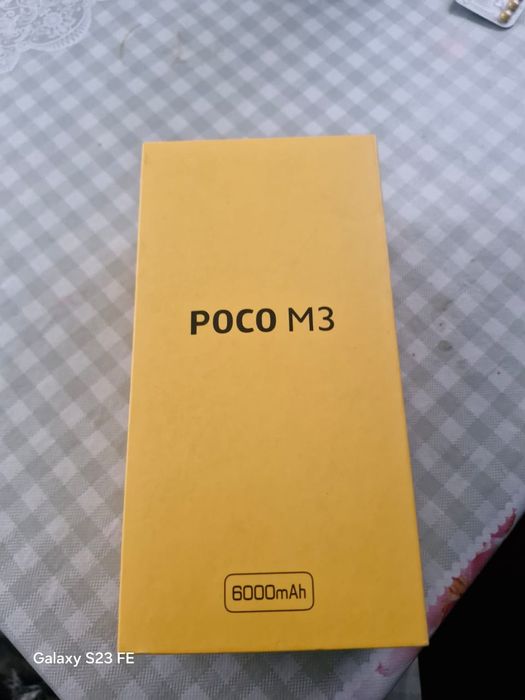 POCO M3
6000mAh
Galaxy S23 FE